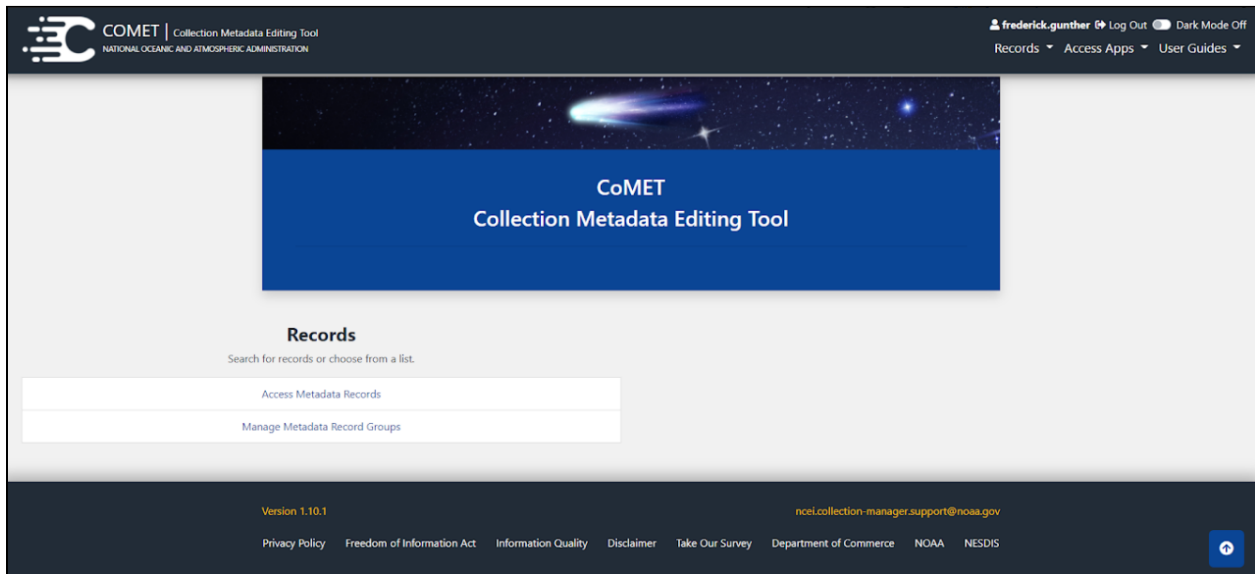 COMET | Collection Metadata Editing Tool
NATIONAL OCEANIC AND ATMOSPHERIC ADMINISTRATION
frederick.gunther Log Out Dark Mode Off
Records Access Apps User Guides
CoMET
Collection Metadata Editing Tool
Records
Search for records or choose from a list.
Access Metadata Records
Manage Metadata Record Groups
Version 1.10.1 ncei.collection-manager.support@noaa.gov
Privacy Policy Freedom of Information Act Information Quality Disclaimer Take Our Survey Department of Commerce NOAA NESDIS